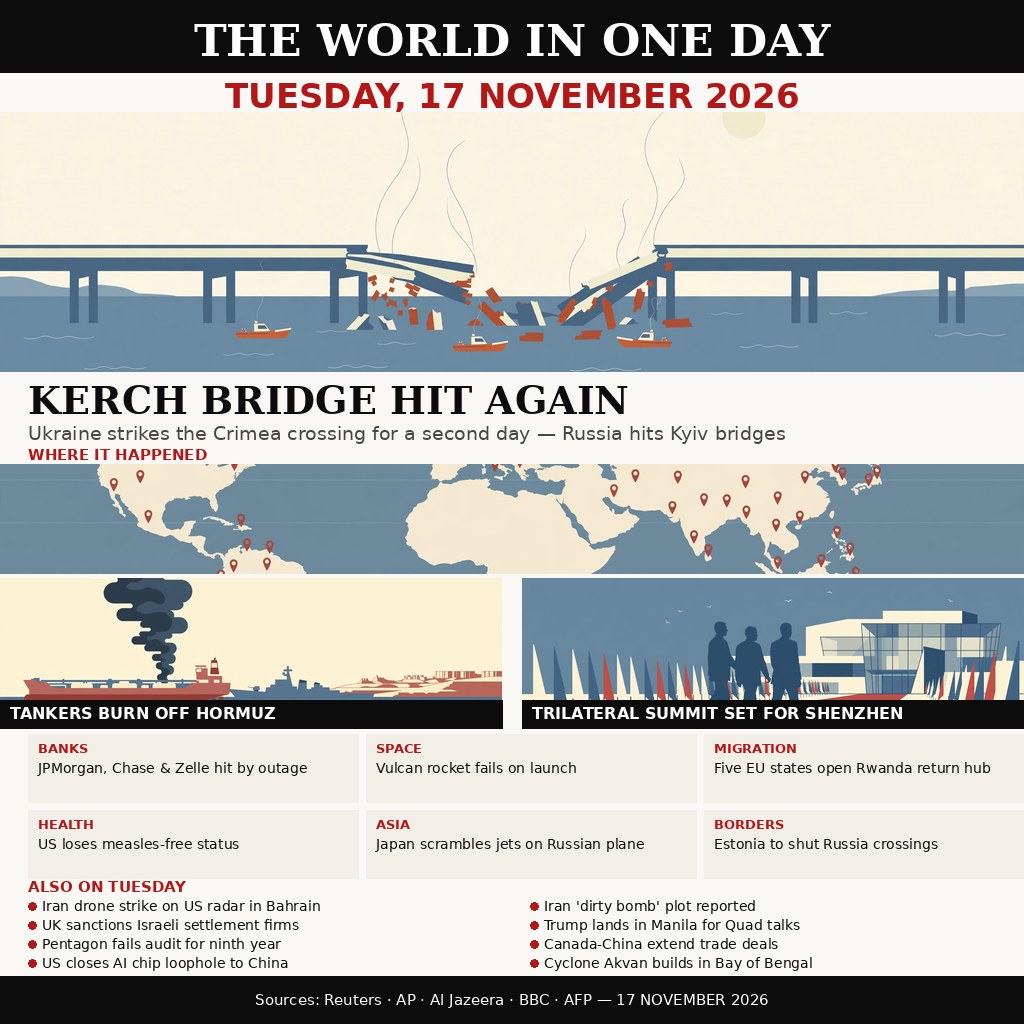 THE WORLD IN ONE DAY
TUESDAY, 17 NOVEMBER 2026
KERCH BRIDGE HIT AGAIN
Ukraine strikes the Crimea crossing for a second day — Russia hits Kyiv bridges
WHERE IT HAPPENED
TANKERS BURN OFF HORMUZ
TRILATERAL SUMMIT SET FOR SHENZHEN
BANKS
JPMorgan, Chase & Zelle hit by outage
SPACE
Vulcan rocket fails on launch
MIGRATION
Five EU states open Rwanda return hub
HEALTH
US loses measles-free status
ASIA
Japan scrambles jets on Russian plane
BORDERS
Estonia to shut Russia crossings
ALSO ON TUESDAY
Iran drone strike on US radar in Bahrain
UK sanctions Israeli settlement firms
Pentagon fails audit for ninth year
US closes AI chip loophole to China
Iran 'dirty bomb' plot reported
Trump lands in Manila for Quad talks
Canada-China extend trade deals
Cyclone Akvan builds in Bay of Bengal
Sources: Reuters · AP · Al Jazeera · BBC · AFP — 17 NOVEMBER 2026